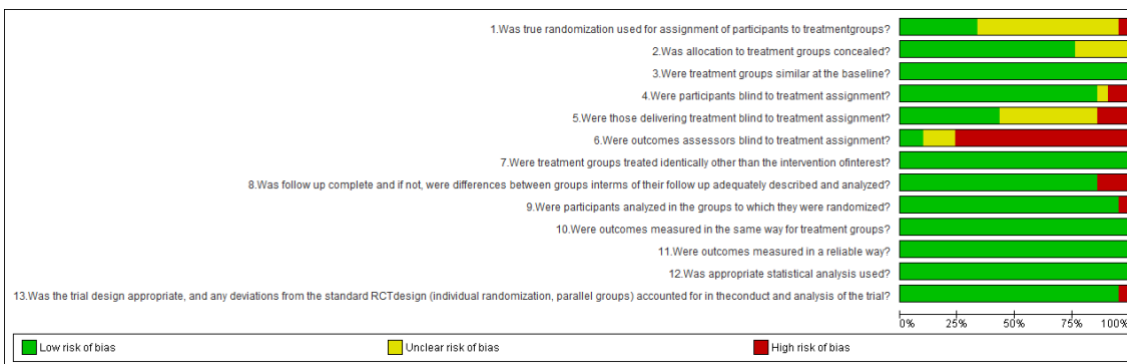 1.Was true randomization used for assignment of participants to treatmentgroups?
2.Was allocation to treatment groups concealed?
3.Were treatment groups similar at the baseline?
4.Were participants blind to treatment assignment?
5.Were those delivering treatment blind to treatment assignment?
6.Were outcomes assessors blind to treatment assignment?
7.Were treatment groups treated identically other than the intervention ofinterest?
8.Was follow up complete and if not, were differences between groups interms of their follow up adequately described and analyzed?
9.Were participants analyzed in the groups to which they were randomized?
10.Were outcomes measured in the same way for treatment groups?
11.Were outcomes measured in a reliable way?
12.Was appropriate statistical analysis used?
13.Was the trial design appropriate, and any deviations from the standard RCTdesign (individual randomization, parallel groups) accounted for in theconduct and analysis of the trial?
0% 25% 50% 75% 100%
Low risk of bias Unclear risk of bias High risk of bias